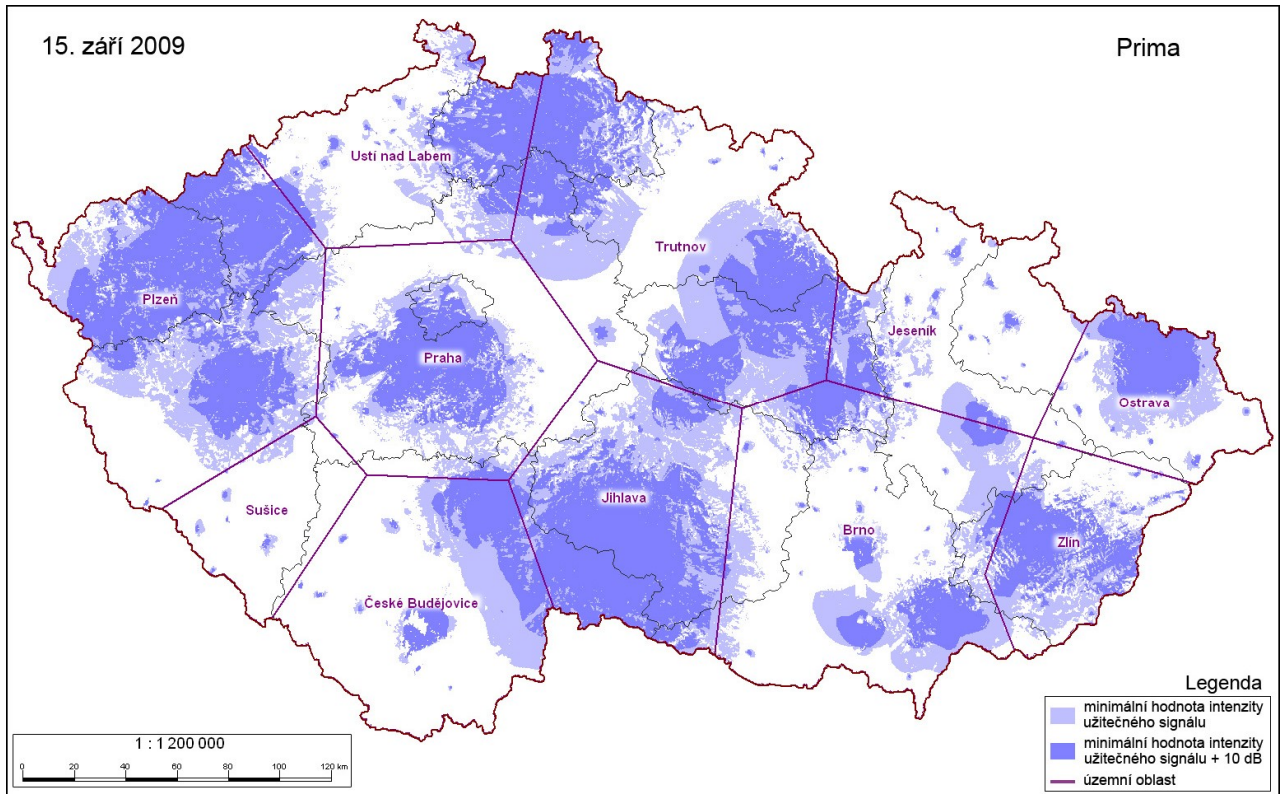 15. září 2009
Prima
Ustí nad Labem
Trutnov
Plzeň
Jeseník
Praha
Ostrava
Jihlava
Sušice
Brno
Zlín
České Budějovice
Legenda
minimální hodnota intenzity
užitečného signálu
minimální hodnota intenzity
užitečného signálu + 10 dB
územní oblast
1 : 1 200 000
0 20 40 60 80 100 120 km